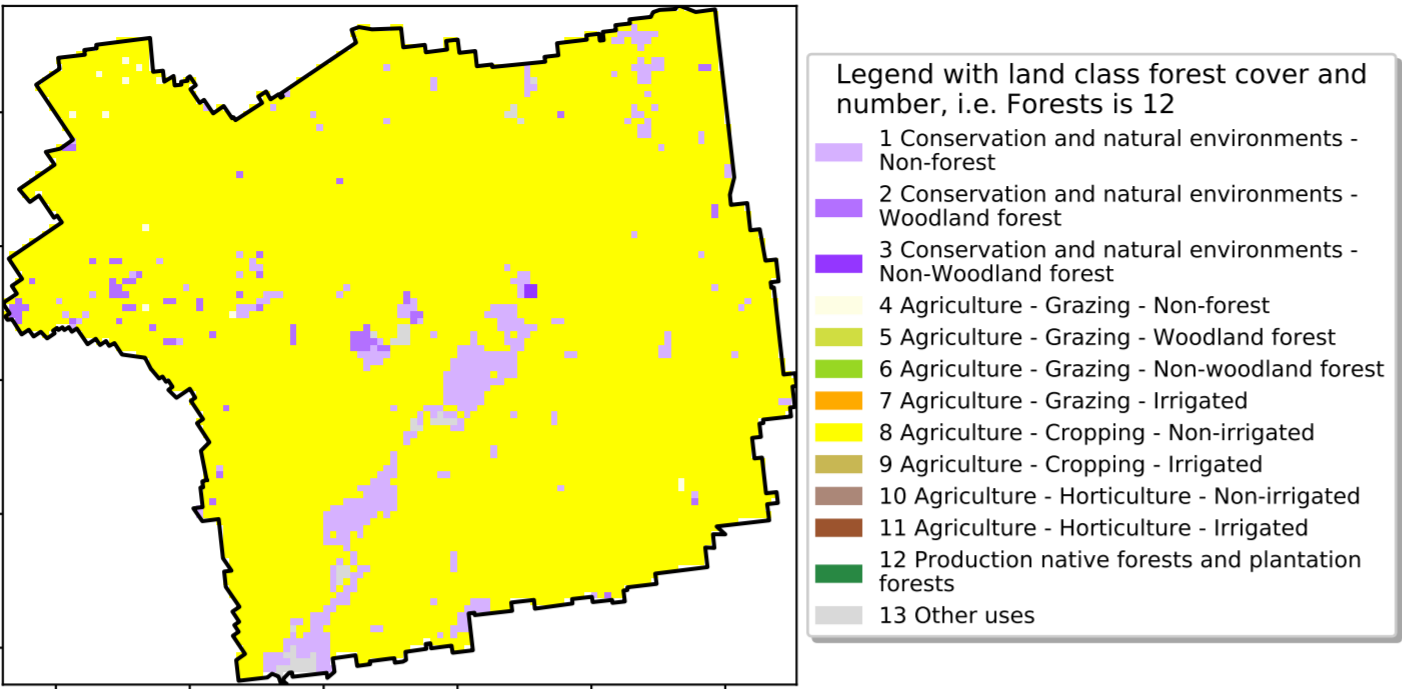 Legend with land class forest cover and
number, i.e. Forests is 12
1 Conservation and natural environments -
Non-forest
2 Conservation and natural environments -
Woodland forest
3 Conservation and natural environments -
Non-Woodland forest
4 Agriculture - Grazing - Non-forest
5 Agriculture - Grazing - Woodland forest
6 Agriculture - Grazing - Non-woodland forest
7 Agriculture - Grazing - Irrigated
8 Agriculture - Cropping - Non-irrigated
9 Agriculture - Cropping - Irrigated
10 Agriculture - Horticulture - Non-irrigated
11 Agriculture - Horticulture - Irrigated
12 Production native forests and plantation
forests
13 Other uses